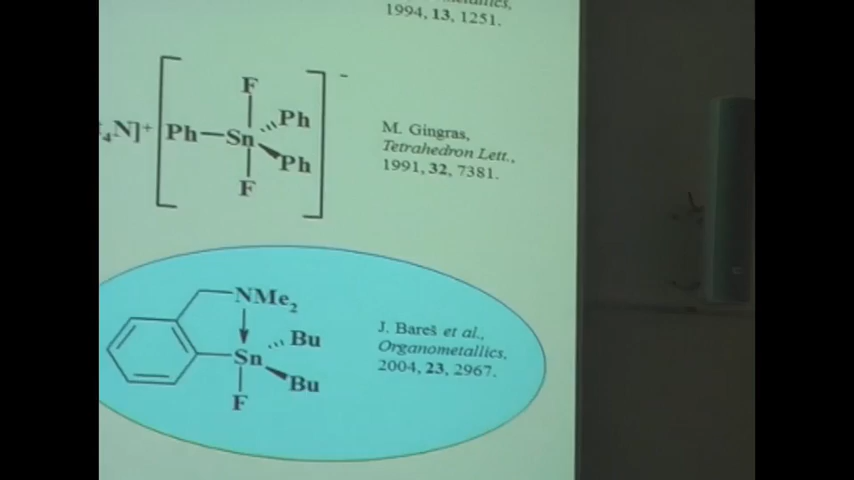 1994, 13, 1251.
F
Ph
₄N]⁺ [ Ph Sn ]⁻
Ph
F
M. Gingras,
Tetrahedron Lett.,
1991, 32, 7381.
NMe₂
Bu
Sn
Bu
F
J. Bareš et al.,
Organometallics,
2004, 23, 2967.